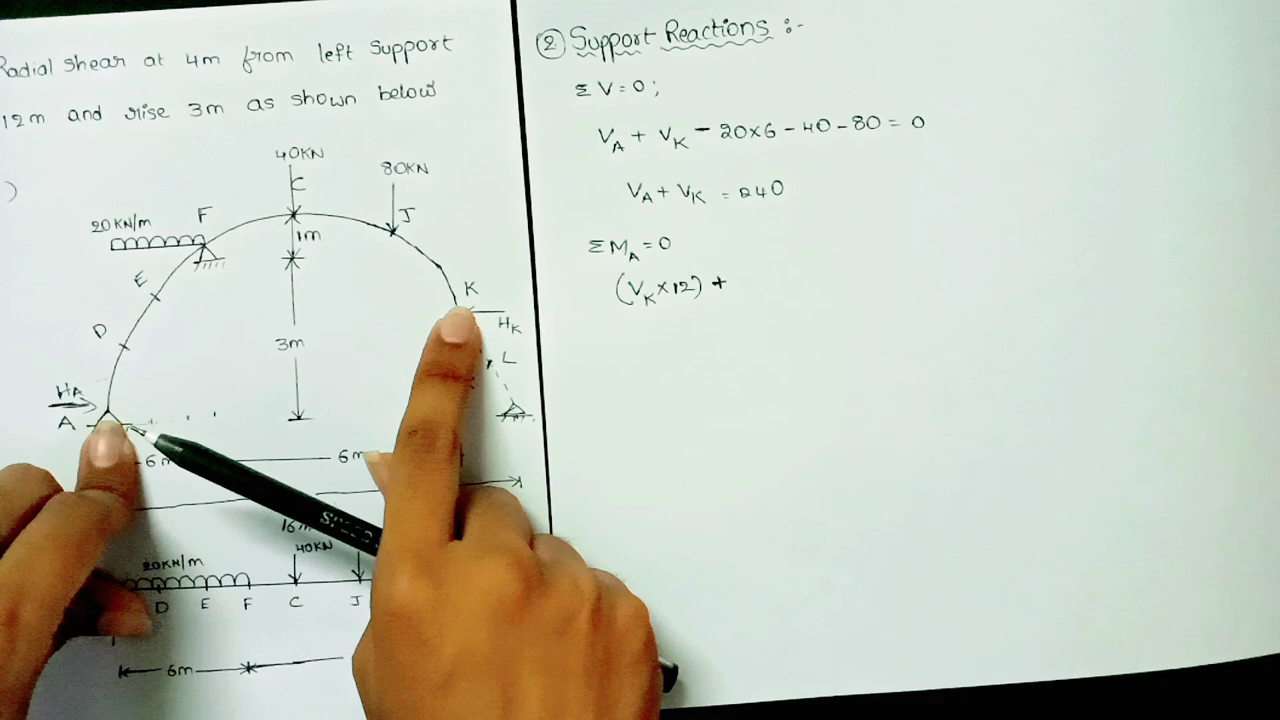 Radial shear at 4m from left support
12m and rise 3m as shown below
)
40KN
80KN
C
20KN/m
F
J
1m
E
K
HK
D
3m
L
HA
A
6m
6m
16m
20KN/m
40KN
D E F C J
6m
② Support Reactions :-
Σ V = 0 ;
VA + VK - 20×6 - 40 - 80 = 0
VA + VK = 240
Σ MA = 0
(VK × 12) +